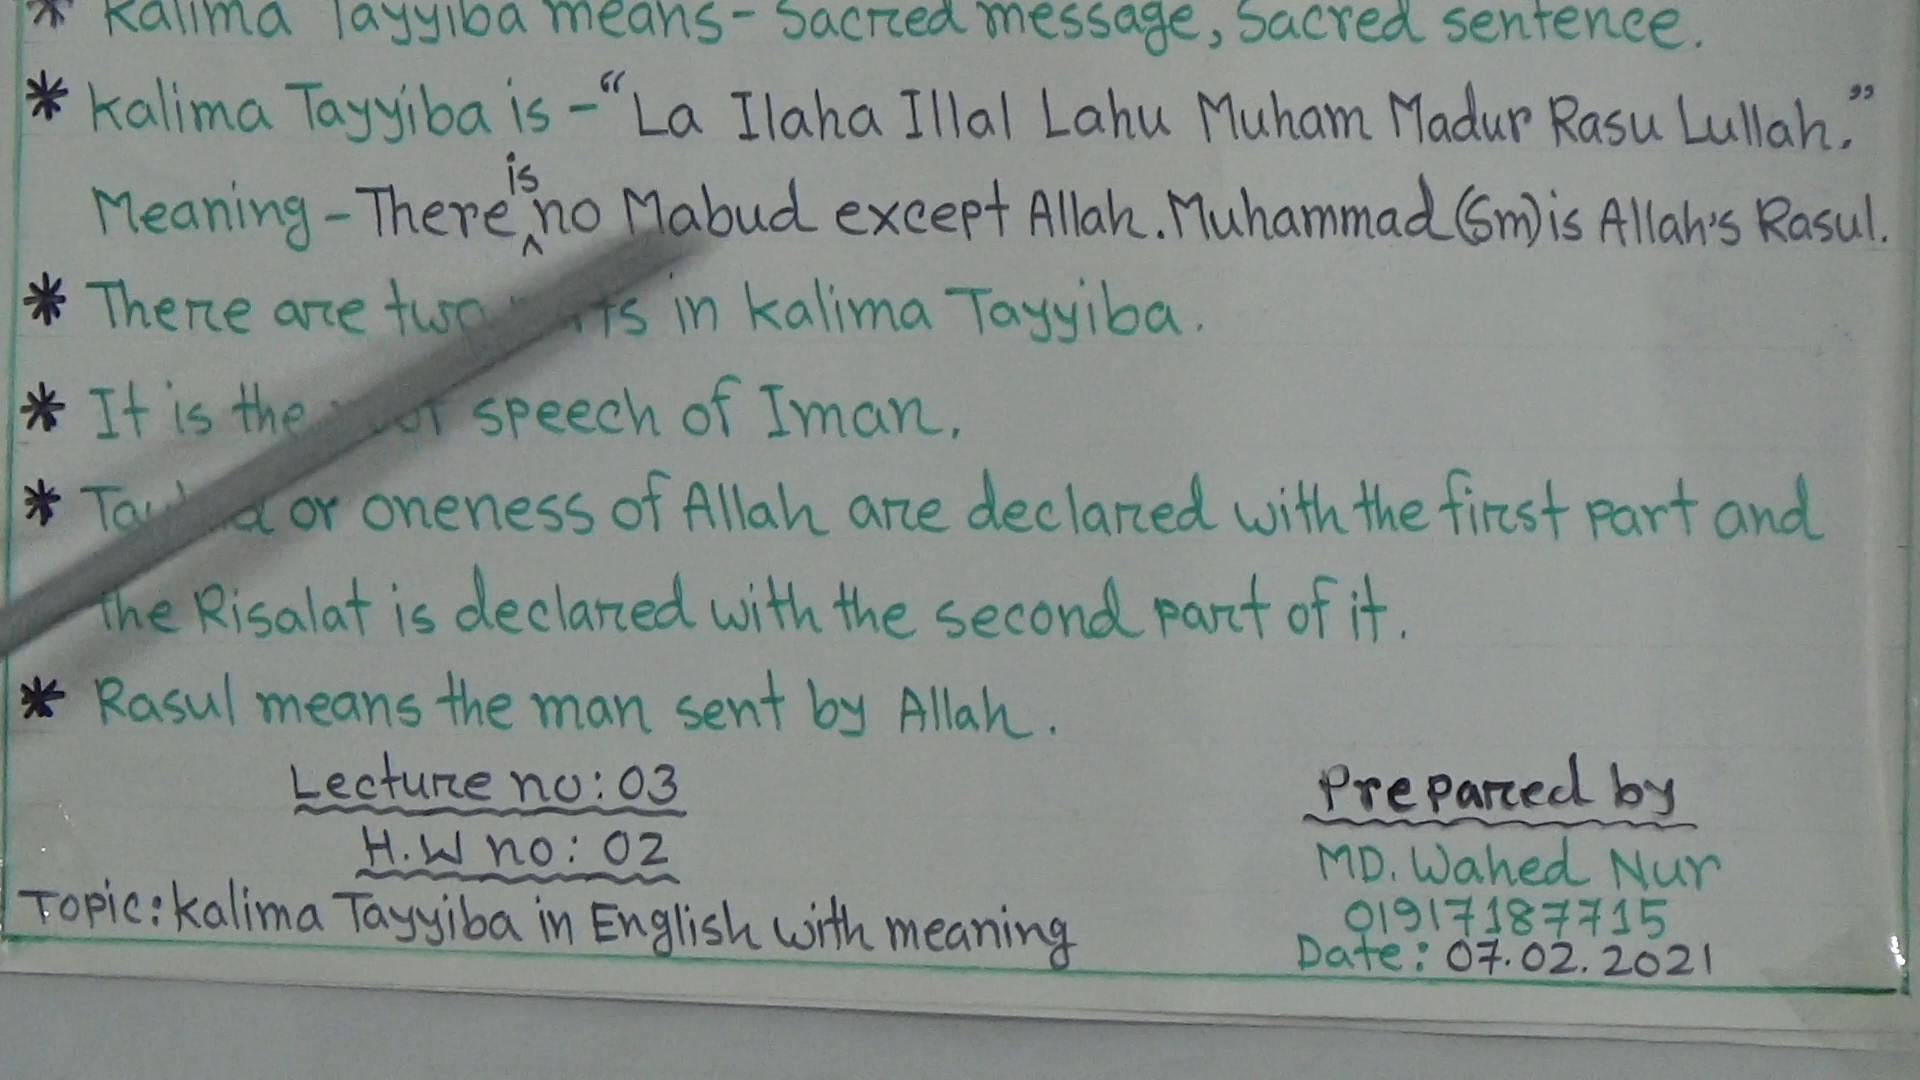 * Kalima Tayyiba means - Sacred message, Sacred sentence.
* Kalima Tayyiba is - "La Ilaha Illal Lahu Muham Madur Rasu Lullah."
Meaning - There is no Mabud except Allah. Muhammad (Sm) is Allah's Rasul.
* There are two in kalima Tayyiba.
* It is the speech of Iman.
* or oneness of Allah are declared with the first part and
the Risalat is declared with the second part of it.
* Rasul means the man sent by Allah.
Lecture no: 03
H.W no: 02
Topic: kalima Tayyiba in English with meaning
Prepared by
MD. Wahed Nur
01917187715
Date: 07.02.2021